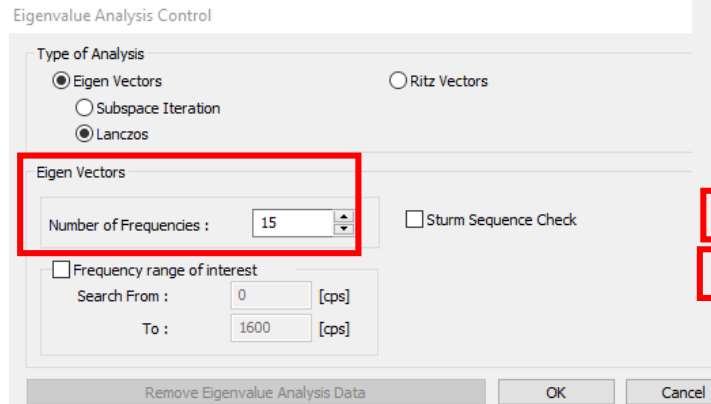 Eigenvalue Analysis Control
Type of Analysis
Eigen Vectors Ritz Vectors
Subspace Iteration
Lanczos
Eigen Vectors
Number of Frequencies : 15 Sturm Sequence Check
Frequency range of interest
Search From : 0 [cps]
To : 1600 [cps]
Remove Eigenvalue Analysis Data OK Cancel